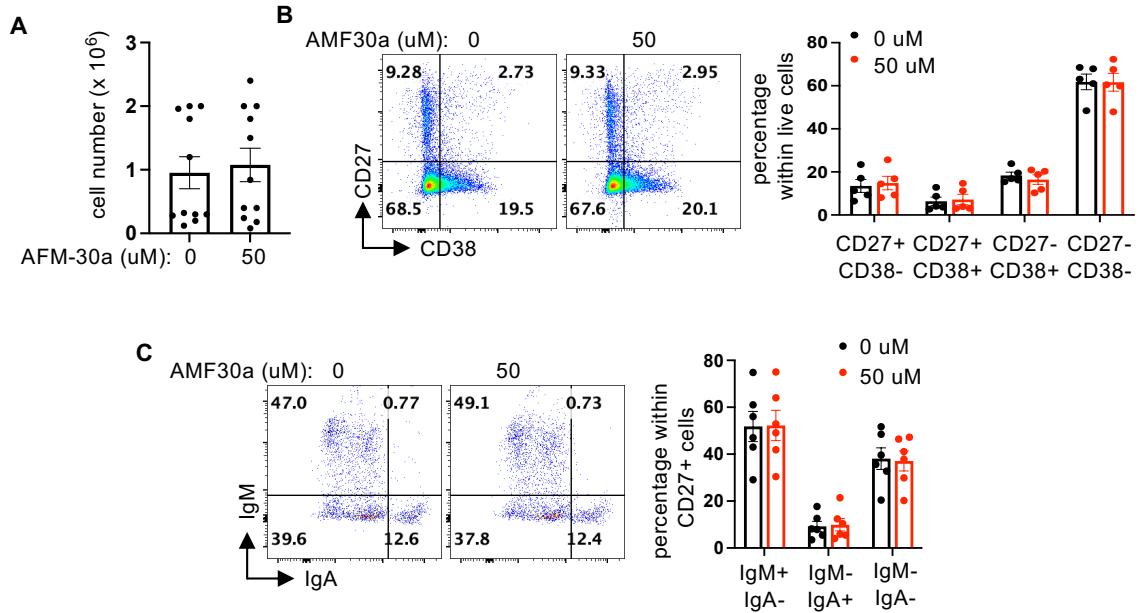 A
cell number (x 10⁶)
3
2
1
0
AFM-30a (uM): 0 50
B
AMF30a (uM): 0 50
9.28 2.73
68.5 19.5
9.33 2.95
67.6 20.1
CD27
CD38
percentage
within live cells
80
60
40
20
0
0 uM
50 uM
CD27+ CD27+ CD27- CD27-
CD38- CD38+ CD38+ CD38-
C
AMF30a (uM): 0 50
47.0 0.77
39.6 12.6
49.1 0.73
37.8 12.4
IgM
IgA
percentage within
CD27+ cells
80
60
40
20
0
0 uM
50 uM
IgM+ IgM- IgM-
IgA- IgA+ IgA-